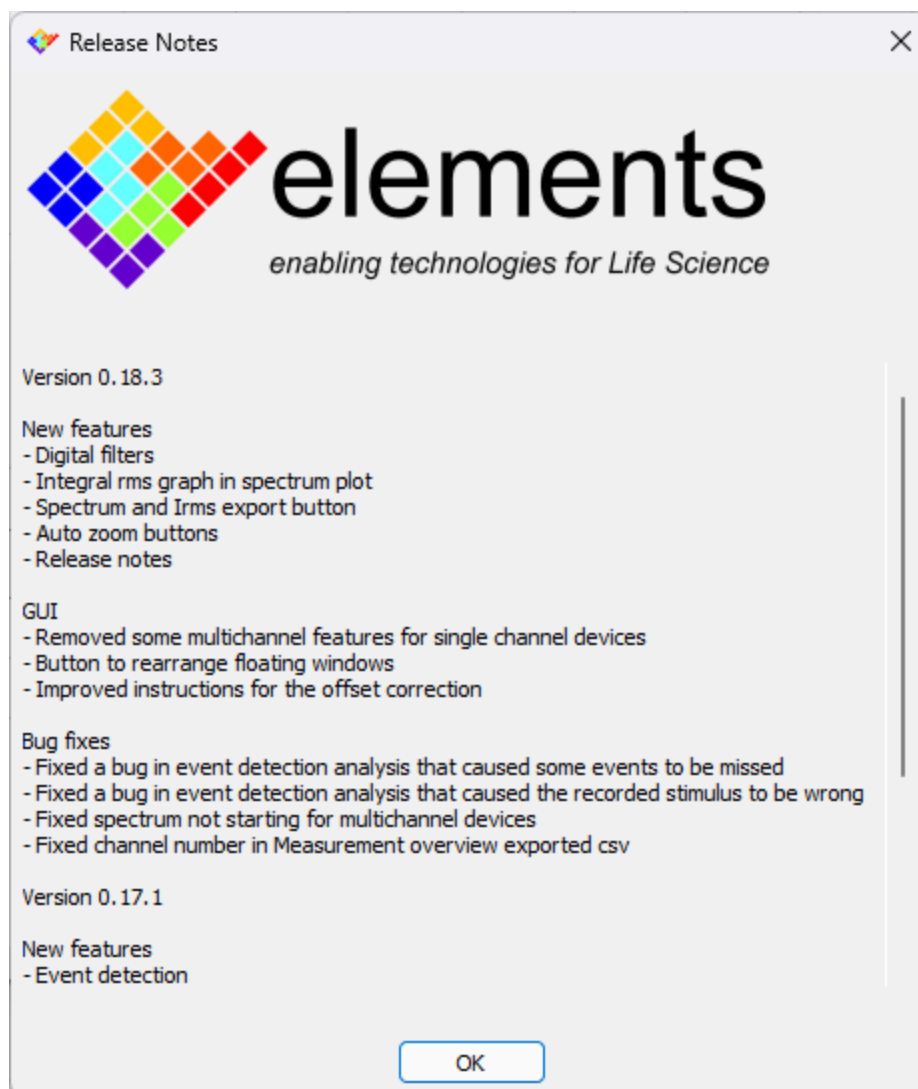 Release Notes
elements
enabling technologies for Life Science
Version 0.18.3
New features
- Digital filters
- Integral rms graph in spectrum plot
- Spectrum and Irms export button
- Auto zoom buttons
- Release notes
GUI
- Removed some multichannel features for single channel devices
- Button to rearrange floating windows
- Improved instructions for the offset correction
Bug fixes
- Fixed a bug in event detection analysis that caused some events to be missed
- Fixed a bug in event detection analysis that caused the recorded stimulus to be wrong
- Fixed spectrum not starting for multichannel devices
- Fixed channel number in Measurement overview exported csv
Version 0.17.1
New features
- Event detection
OK